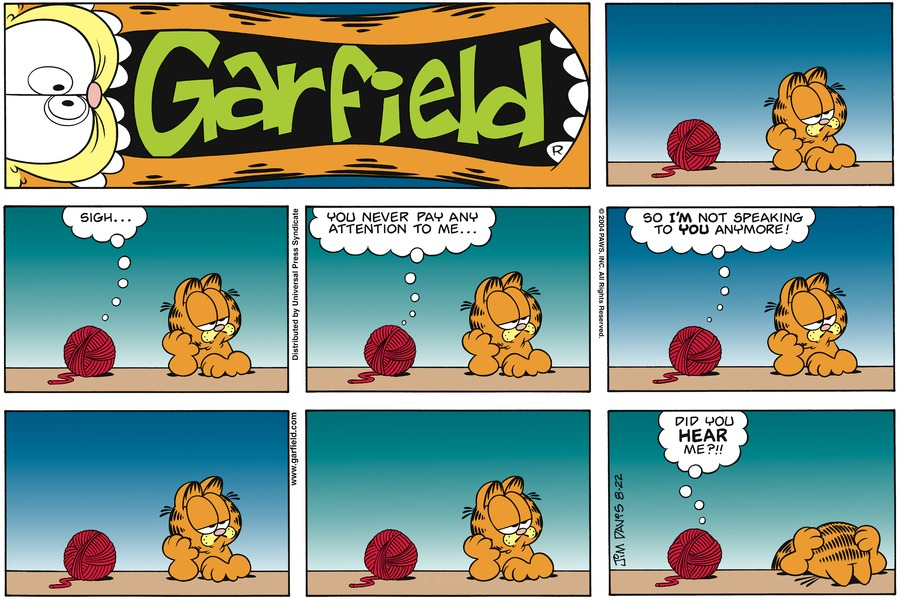 Garfield
R
SIGH...
Distributed by Universal Press Syndicate
YOU NEVER PAY ANY
ATTENTION TO ME...
© 2004 PAWS, INC. All Rights Reserved.
SO I'M NOT SPEAKING
TO YOU ANYMORE!
www.garfield.com
DID YOU
HEAR
ME?!!
JIM DAVIS 8-22